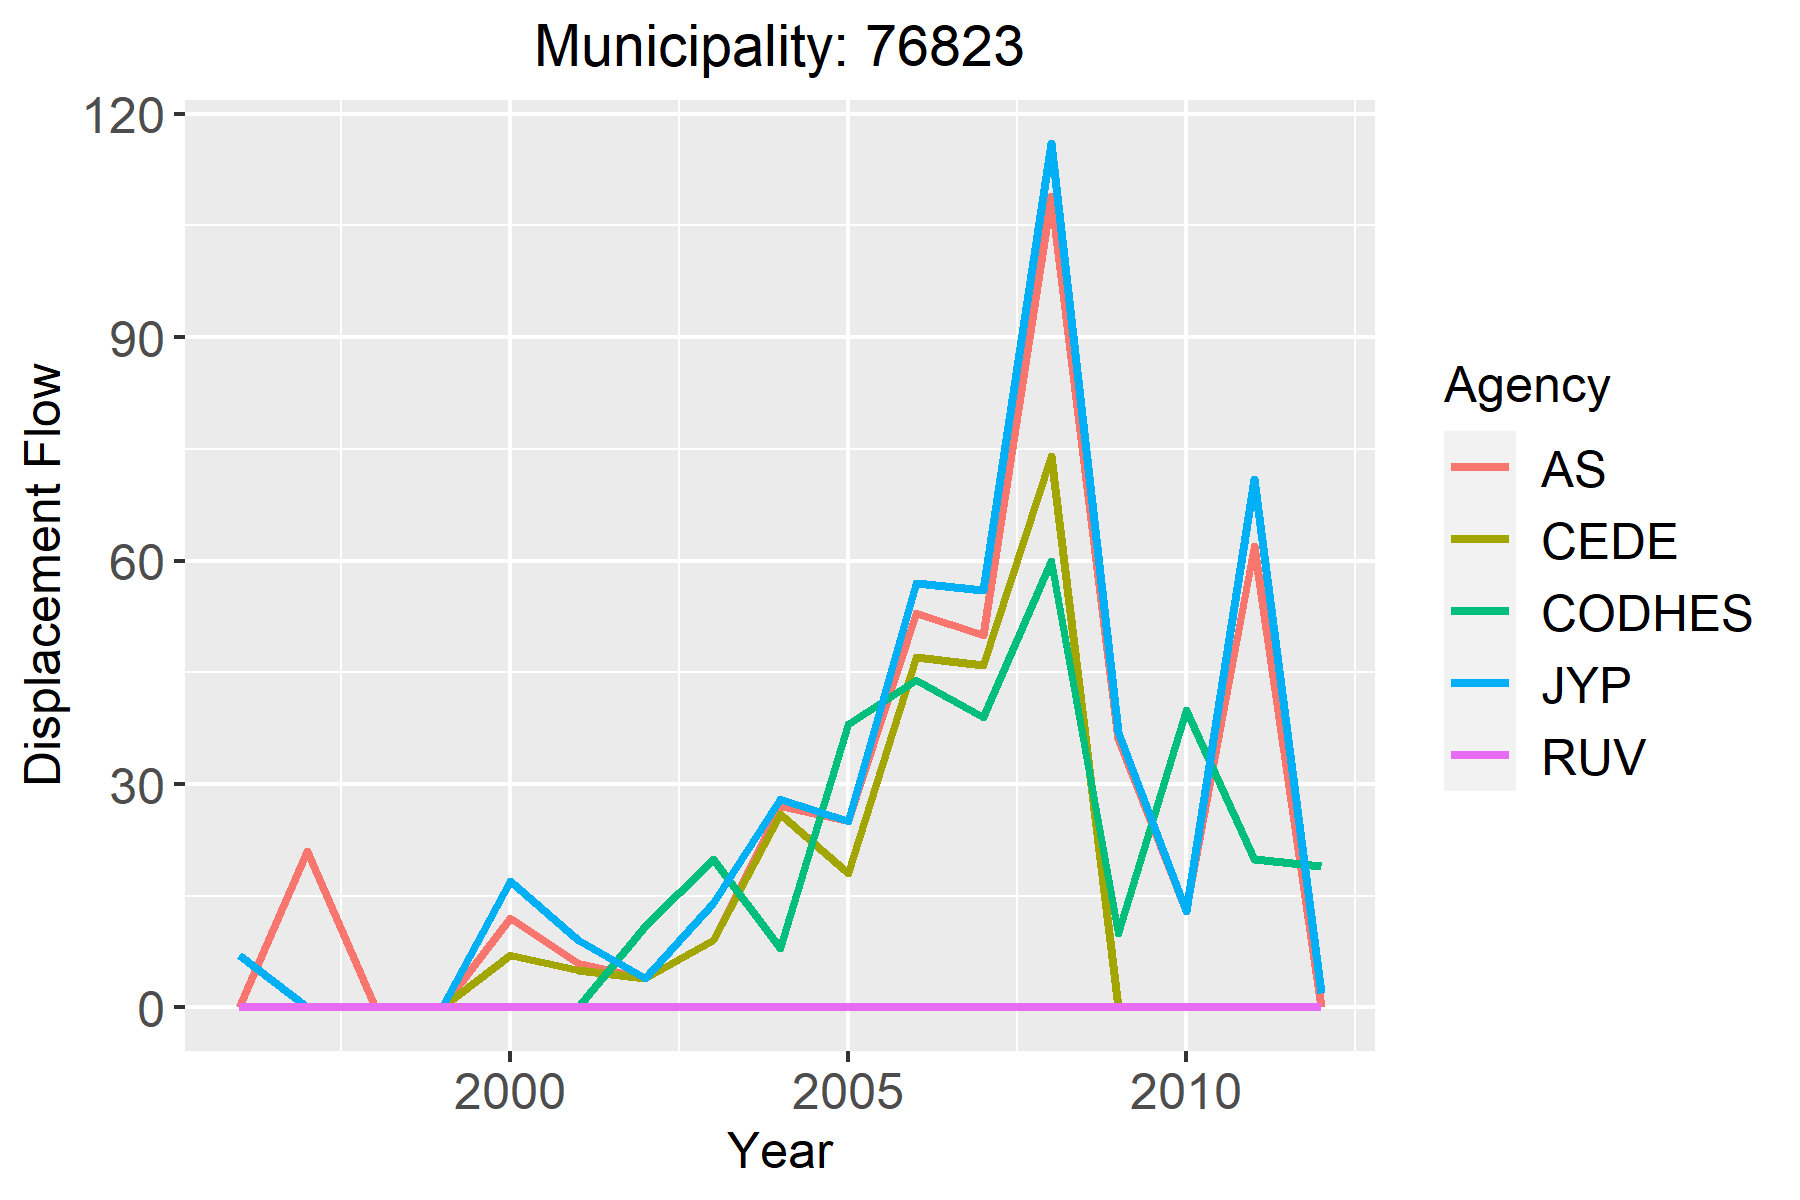 Municipality: 76823
120
90
60
30
0
Displacement Flow
2000
2005
2010
Year
Agency
AS
CEDE
CODHES
JYP
RUV